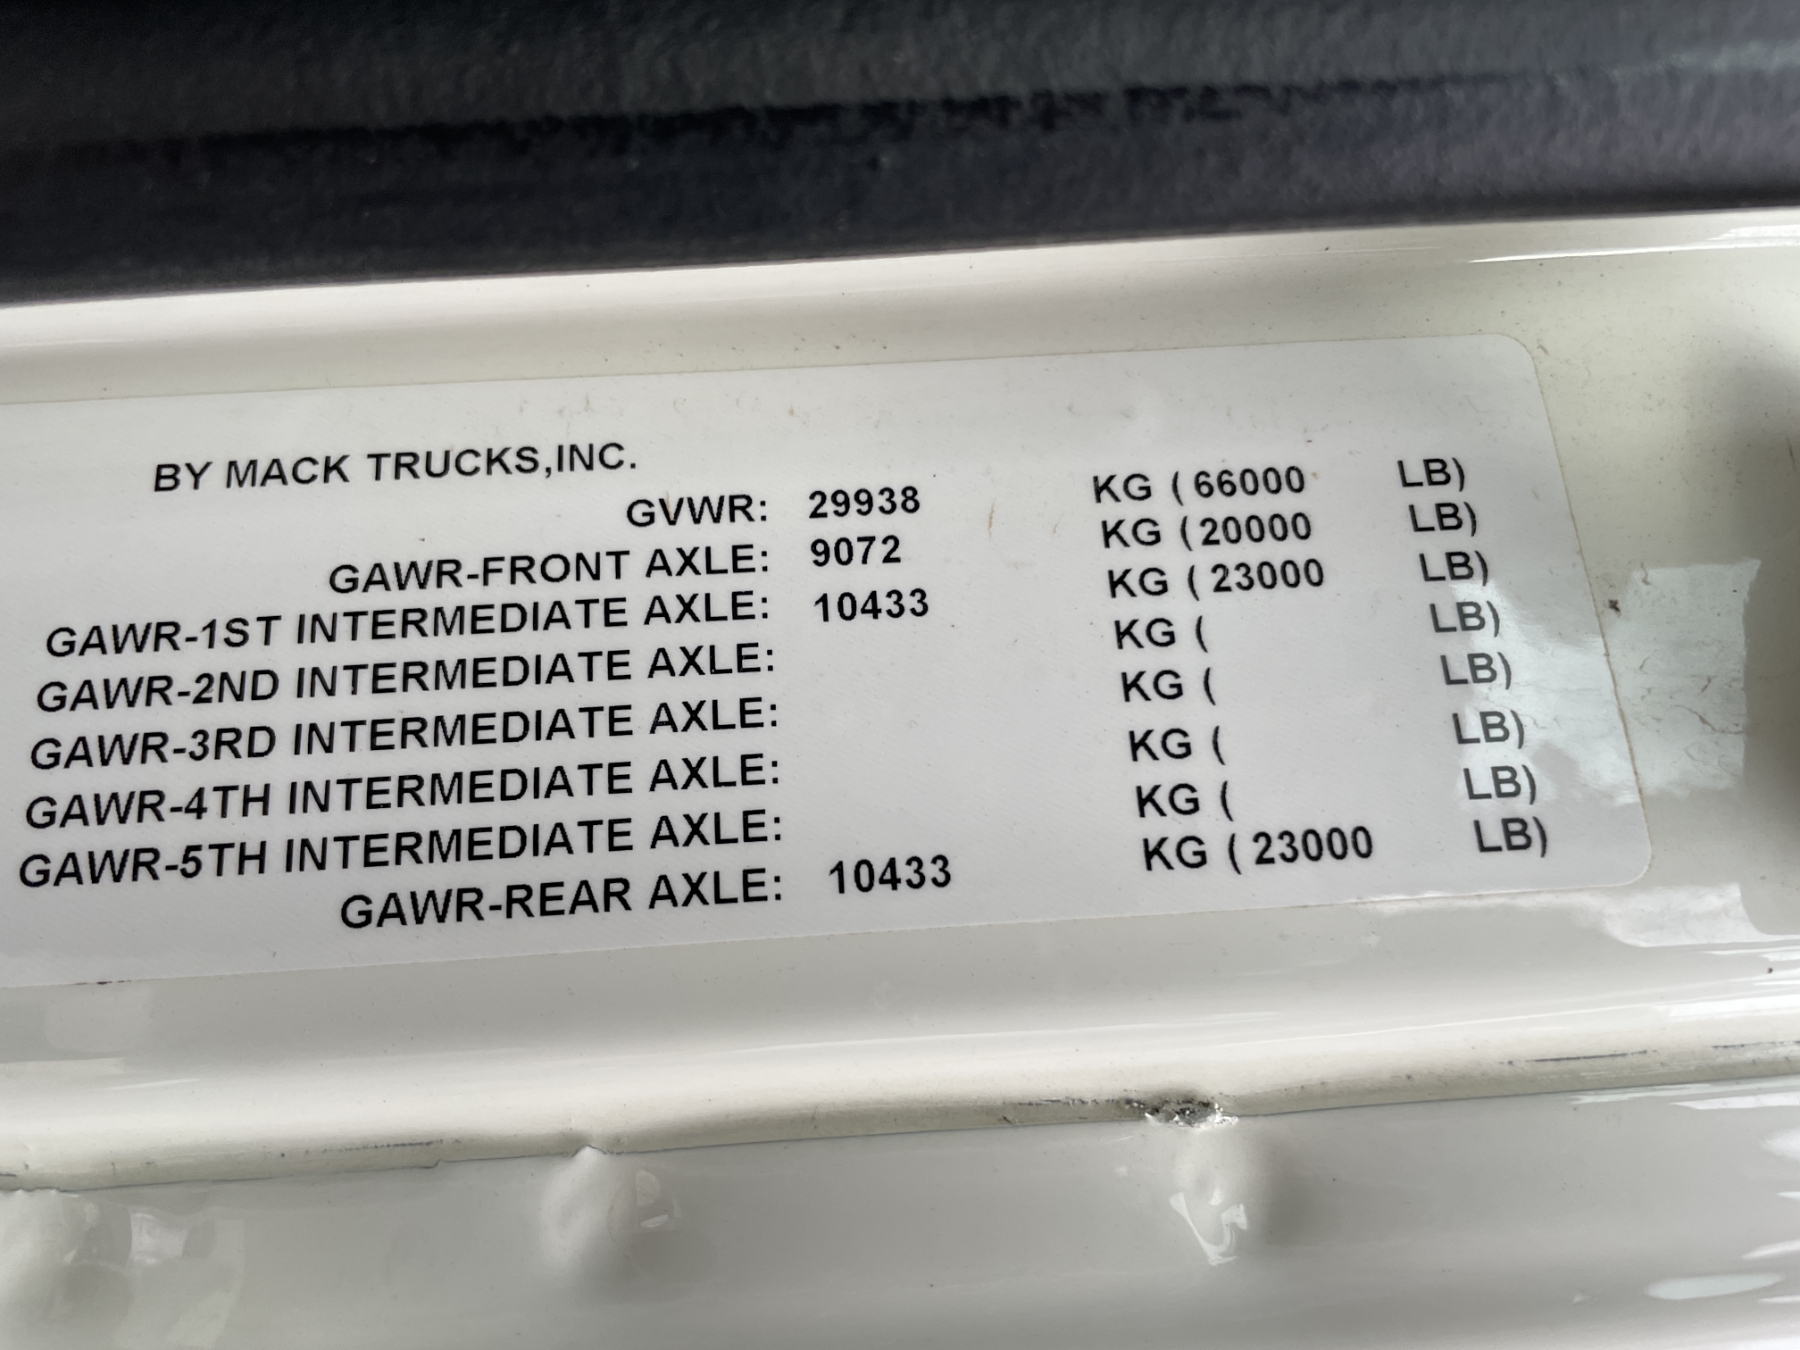 BY MACK TRUCKS,INC.
GVWR: 29938 KG ( 66000 LB)
GAWR-FRONT AXLE: 9072 KG ( 20000 LB)
GAWR-1ST INTERMEDIATE AXLE: 10433 KG ( 23000 LB)
GAWR-2ND INTERMEDIATE AXLE: KG ( LB)
GAWR-3RD INTERMEDIATE AXLE: KG ( LB)
GAWR-4TH INTERMEDIATE AXLE: KG ( LB)
GAWR-5TH INTERMEDIATE AXLE: KG ( LB)
GAWR-REAR AXLE: 10433 KG ( 23000 LB)